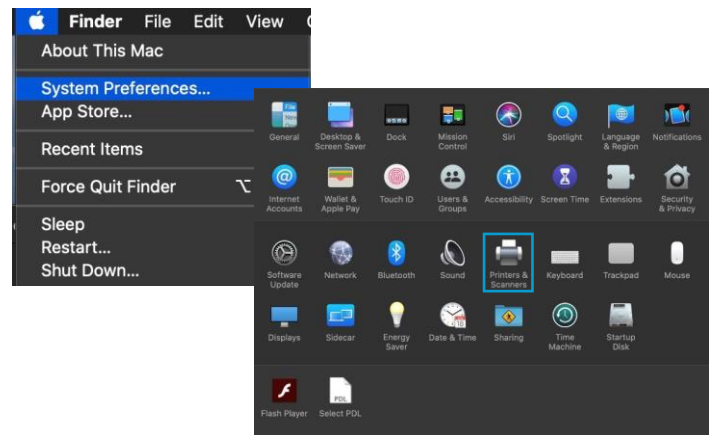 Finder File Edit View
About This Mac
System Preferences...
App Store...
Recent Items
Force Quit Finder ⌥
Sleep
Restart...
Shut Down...
General Desktop & Screen Saver Dock Mission Control Siri Spotlight Language & Region Notifications
Internet Accounts Wallet & Apple Pay Touch ID Users & Groups Accessibility Screen Time Extensions Security & Privacy
Software Update Network Bluetooth Sound Printers & Scanners Keyboard Trackpad Mouse
Displays Sidecar Energy Saver Date & Time Sharing Time Machine Startup Disk
Flash Player Select PDL